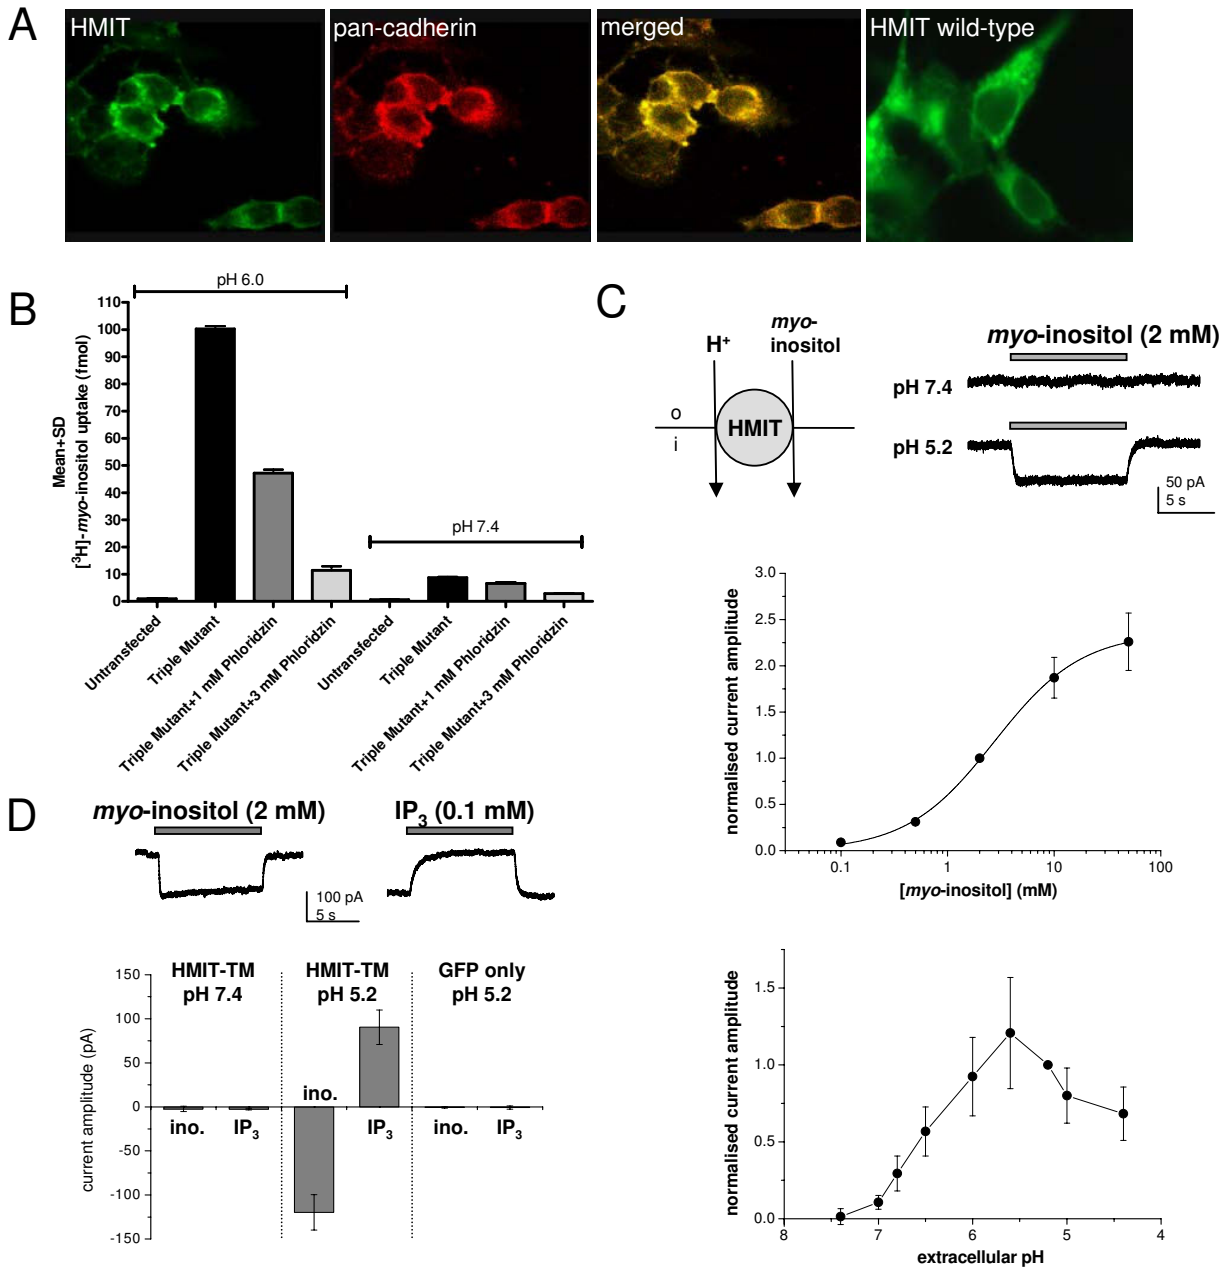 A
HMIT
pan-cadherin
merged
HMIT wild-type
B
pH 6.0
Mean+SD
[³H]-myo-inositol uptake (fmol)
110
100
90
80
70
60
50
40
30
20
10
0
pH 7.4
Untransfected
Triple Mutant
Triple Mutant+1 mM Phloridzin
Triple Mutant+3 mM Phloridzin
Untransfected
Triple Mutant
Triple Mutant+1 mM Phloridzin
Triple Mutant+3 mM Phloridzin
C
H⁺
myo-
inositol
o
i
HMIT
myo-inositol (2 mM)
pH 7.4
pH 5.2
50 pA
5 s
normalised current amplitude
3.0
2.5
2.0
1.5
1.0
0.5
0.0
0.1
1
10
100
[myo-inositol] (mM)
normalised current amplitude
1.5
1.0
0.5
0.0
8
7
6
5
4
extracellular pH
D
myo-inositol (2 mM)
IP₃ (0.1 mM)
100 pA
5 s
current amplitude (pA)
150
100
50
0
-50
-100
-150
HMIT-TM
pH 7.4
HMIT-TM
pH 5.2
GFP only
pH 5.2
ino.
IP₃
ino.
IP₃
ino.
IP₃